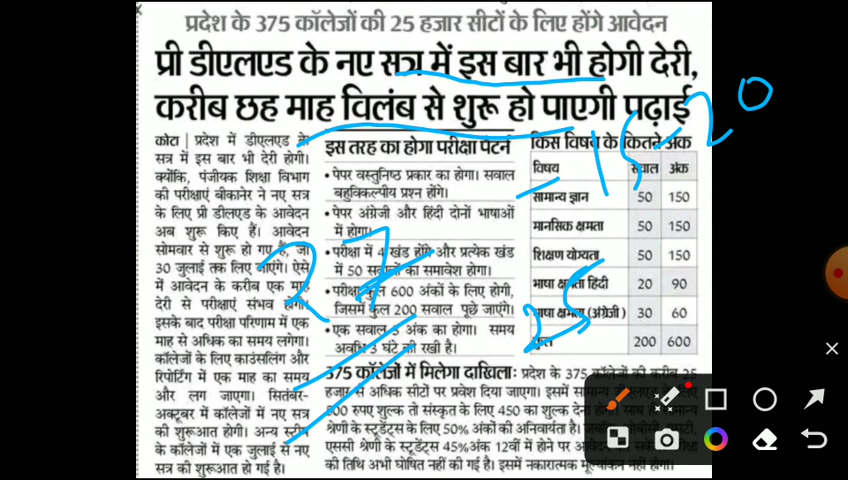 प्रदेश के 375 कॉलेजों की 25 हजार सीटों के लिए होंगे आवेदन
प्री डीएलएड के नए सत्र में इस बार भी होगी देरी,
करीब छह माह विलंब से शुरू हो पाएगी पढ़ाई
कोटा | प्रदेश में डीएलएड के
सत्र में इस बार भी देरी होगी।
क्योंकि, पंजीयक शिक्षा विभाग
की परीक्षाएं बीकानेर ने नए सत्र
के लिए प्री डीलएड के आवेदन
अब शुरू किए हैं। आवेदन
सोमवार से शुरू हो गए हैं, जो
30 जुलाई तक लिए जाएंगे। ऐसे
में आवेदन के करीब एक माह
देरी से परीक्षाएं संभव होंगी।
इसके बाद परीक्षा परिणाम में एक
माह से अधिक का समय लगेगा।
कॉलेजों के लिए काउंसलिंग और
रिपोर्टिंग में एक माह का समय
और लग जाएगा। सितंबर-
अक्टूबर में कॉलेजों में नए सत्र
की शुरूआत होगी। अन्य स्ट्रीम
के कॉलेजों में एक जुलाई से नए
सत्र की शुरूआत हो गई है।
इस तरह का होगा परीक्षा पैटर्न
• पेपर वस्तुनिष्ठ प्रकार का होगा। सवाल
बहुविकल्पीय प्रश्न होंगे।
• पेपर अंग्रेजी और हिंदी दोनों भाषाओं
में होगा।
• परीक्षा में 4 खंड होंगे और प्रत्येक खंड
में 50 सवालों का समावेश होगा।
• परीक्षा कुल 600 अंकों के लिए होगी,
जिसमें कुल 200 सवाल पूछे जाएंगे।
• एक सवाल 3 अंक का होगा। समय
अवधि 3 घंटे की रखी है।
किस विषय के कितने अंक
विषय सवाल अंक
सामान्य ज्ञान 50 150
मानसिक क्षमता 50 150
शिक्षण योग्यता 50 150
भाषा क्षमता हिंदी 20 90
भाषा क्षमता (अंग्रेजी) 30 60
कुल 200 600
375 कॉलेजों में मिलेगा दाखिला: प्रदेश के 375 कॉलेजों की करीब 25
हजार से अधिक सीटों पर प्रवेश दिया जाएगा। इसमें सामान्य
रुपए शुल्क तो संस्कृत के लिए 450 का शुल्क देना
श्रेणी के स्टूडेंट्स के लिए 50% अंकों की अनिवार्यता है।
एससी श्रेणी के स्टूडेंट्स 45%अंक 12वीं में होने पर
की तिथि अभी घोषित नहीं की गई है। इसमें नकारात्मक मूल्यांकन नहीं होगा।
15-20
27
25